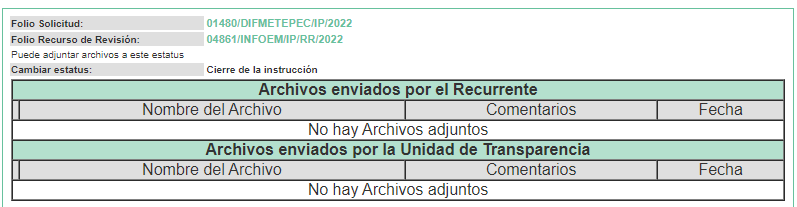 Folio Solicitud: 01480/DIFMETEPEC/IP/2022
Folio Recurso de Revisión: 04861/INFOEM/IP/RR/2022
Puede adjuntar archivos a este estatus
Cambiar estatus: Cierre de la instrucción
Archivos enviados por el Recurrente
Nombre del Archivo Comentarios Fecha
No hay Archivos adjuntos
Archivos enviados por la Unidad de Transparencia
Nombre del Archivo Comentarios Fecha
No hay Archivos adjuntos